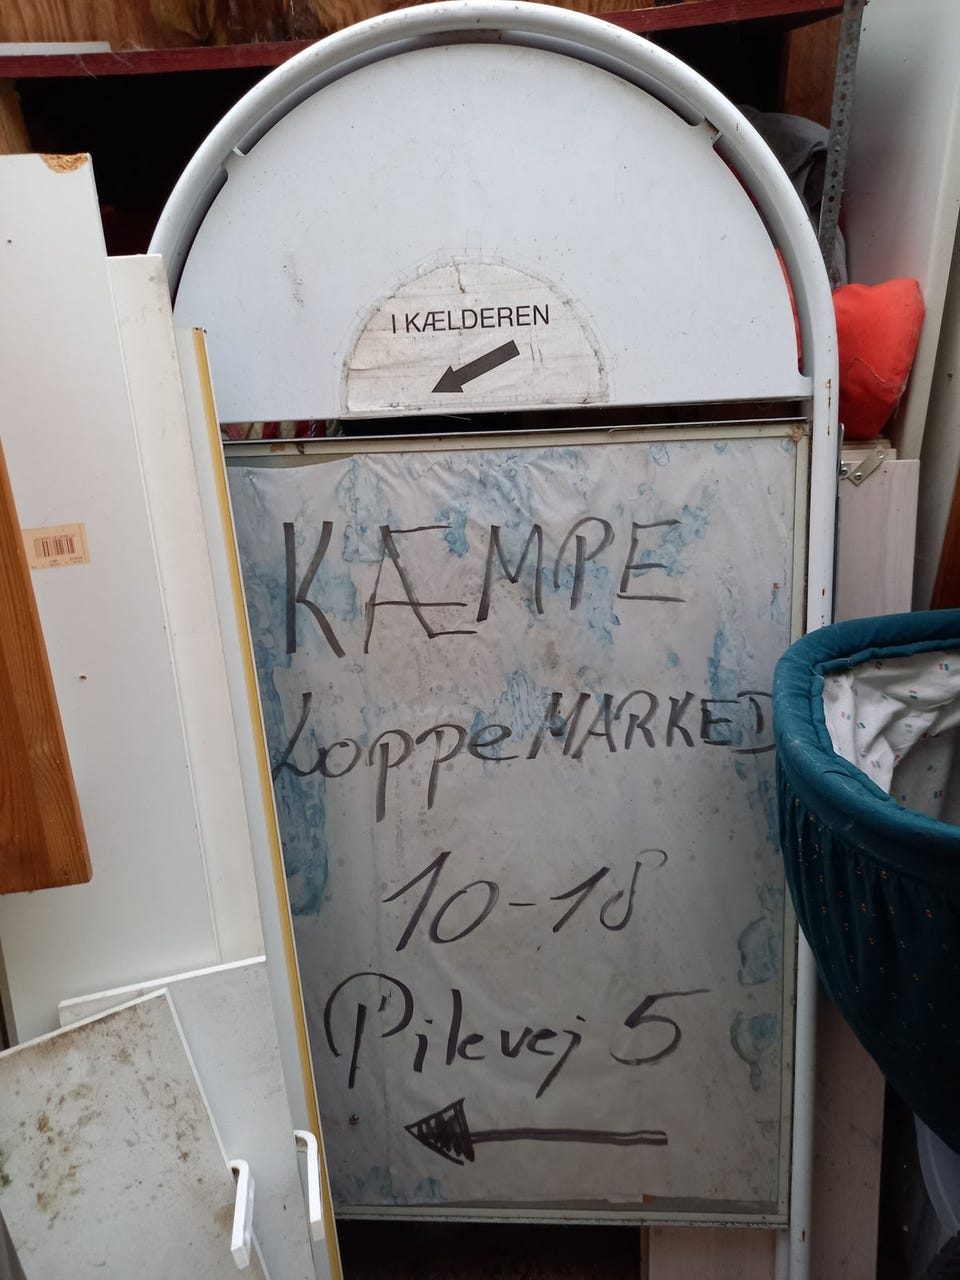 I KÆLDEREN
KÆMPE
LoppeMARKED
10-18
Pilevej 5